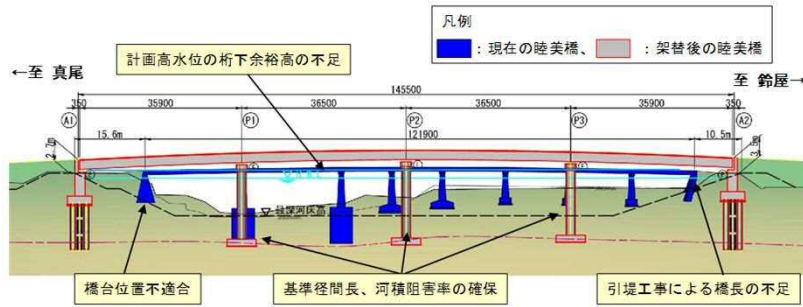 凡例
：現在の睦美橋、 ：架替後の睦美橋
計画高水位の桁下余裕高の不足
←至 真尾
至 鈴屋→
145500
350 35900 36500 36500 35900 350
A1 P1 P2 P3 A2
15.6m 121900 10.5m
最深河床高
橋台位置不適合
基準径間長、河積阻害率の確保
引堤工事による橋長の不足